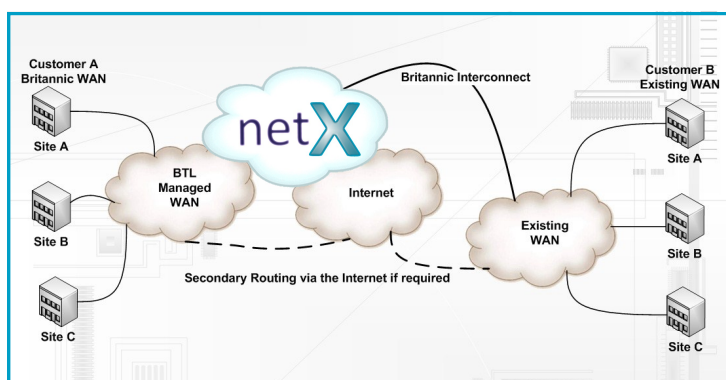 Customer A
Britannic WAN
Site A
Site B
Site C
BTL
Managed
WAN
netX
Internet
Britannic Interconnect
Secondary Routing via the Internet if required
Existing
WAN
Customer B
Existing WAN
Site A
Site B
Site C